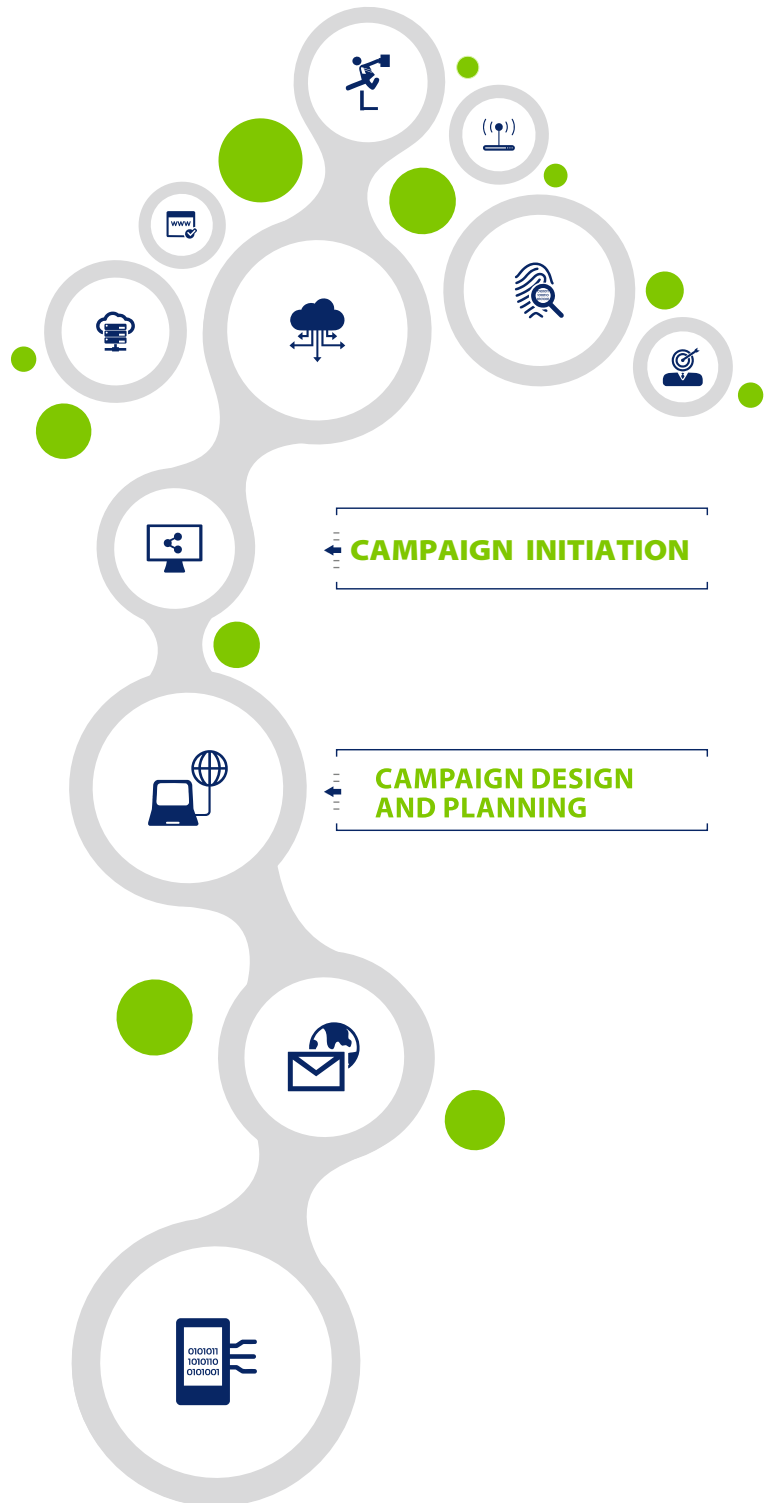 www
CAMPAIGN INITIATION
CAMPAIGN DESIGN
AND PLANNING
0101011
1010110
0101001